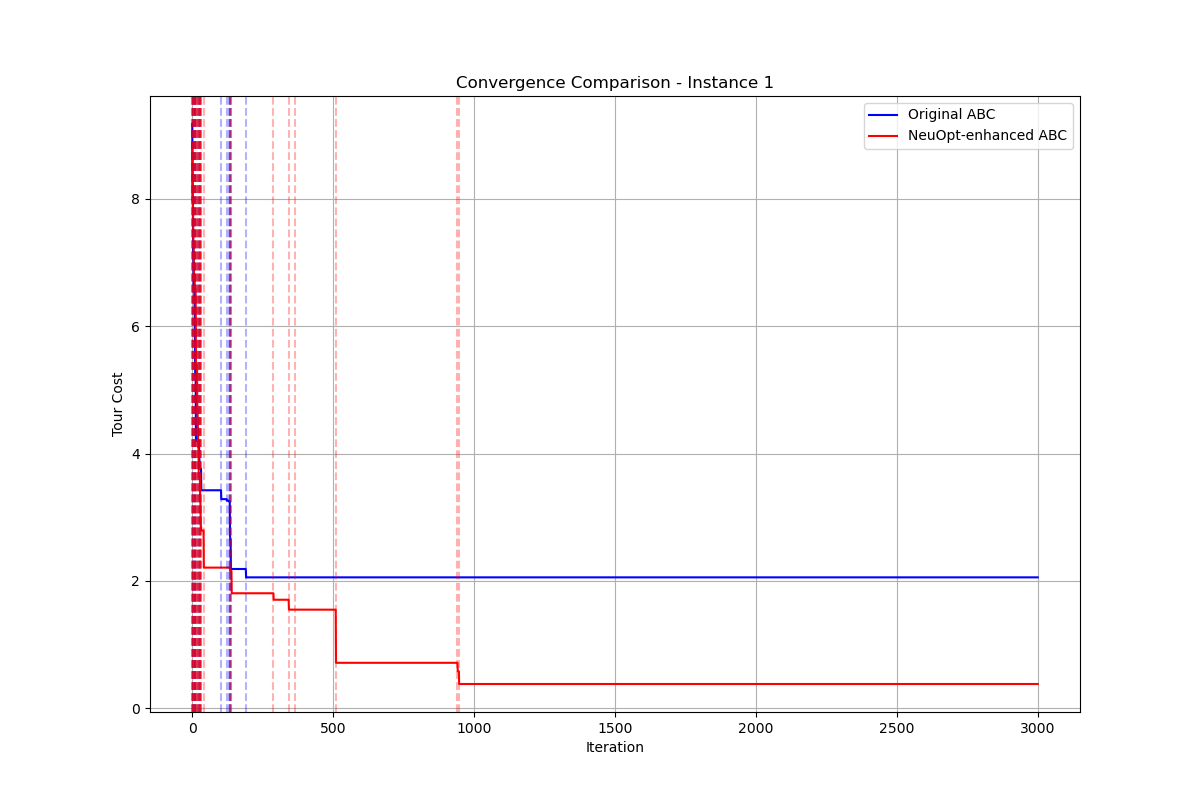 Convergence Comparison - Instance 1
Original ABC
NeuOpt-enhanced ABC
Tour Cost
8
6
4
2
0
0 500 1000 1500 2000 2500 3000
Iteration